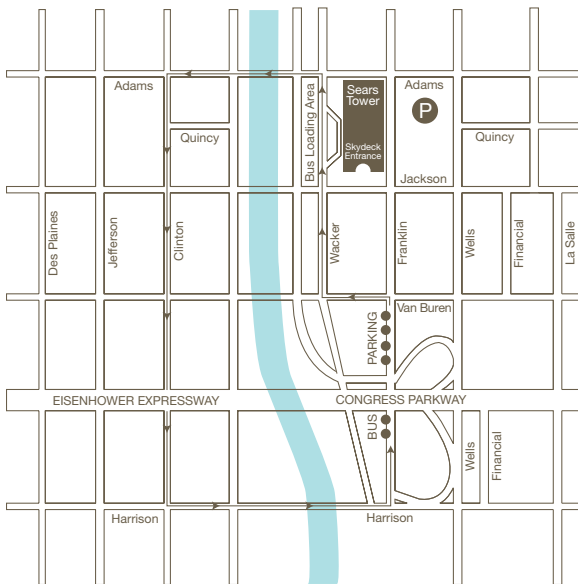 Adams
Bus Loading Area
Sears
Tower
Skydeck
Entrance
Adams
P
Quincy
Quincy
Jackson
Des Plaines
Jefferson
Clinton
Wacker
Franklin
Wells
Financial
La Salle
Van Buren
PARKING
EISENHOWER EXPRESSWAY
CONGRESS PARKWAY
BUS
Wells
Financial
Harrison
Harrison